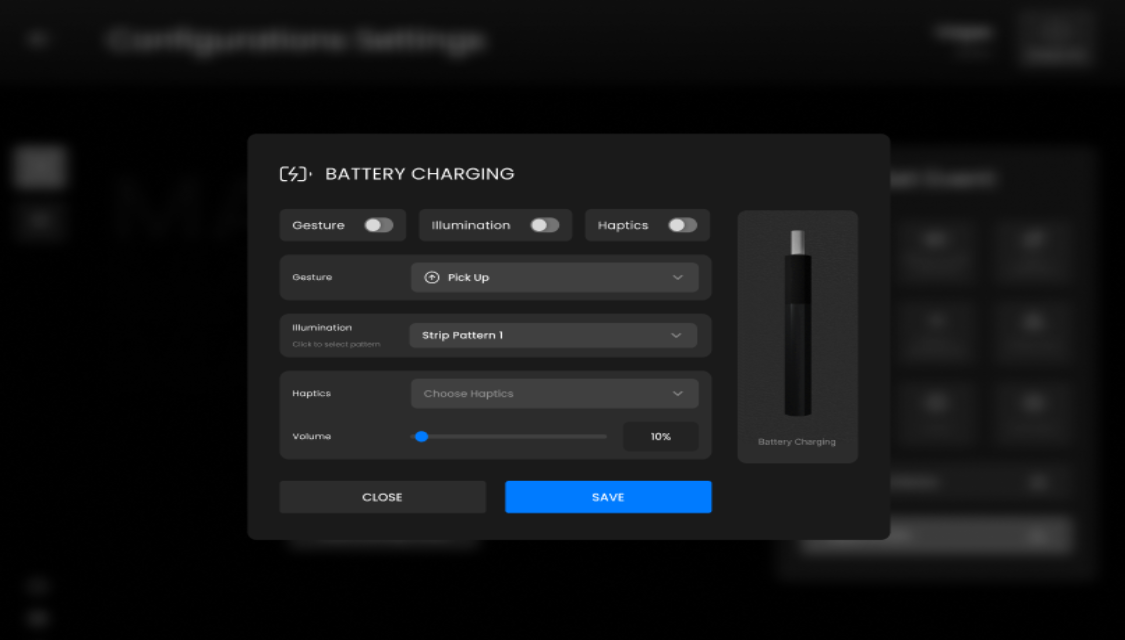 Configurations Settings
BATTERY CHARGING
Gesture
Illumination
Haptics
Gesture
Pick Up
Illumination
Click to select pattern
Strip Pattern 1
Haptics
Choose Haptics
Volume
10%
Battery Charging
CLOSE
SAVE